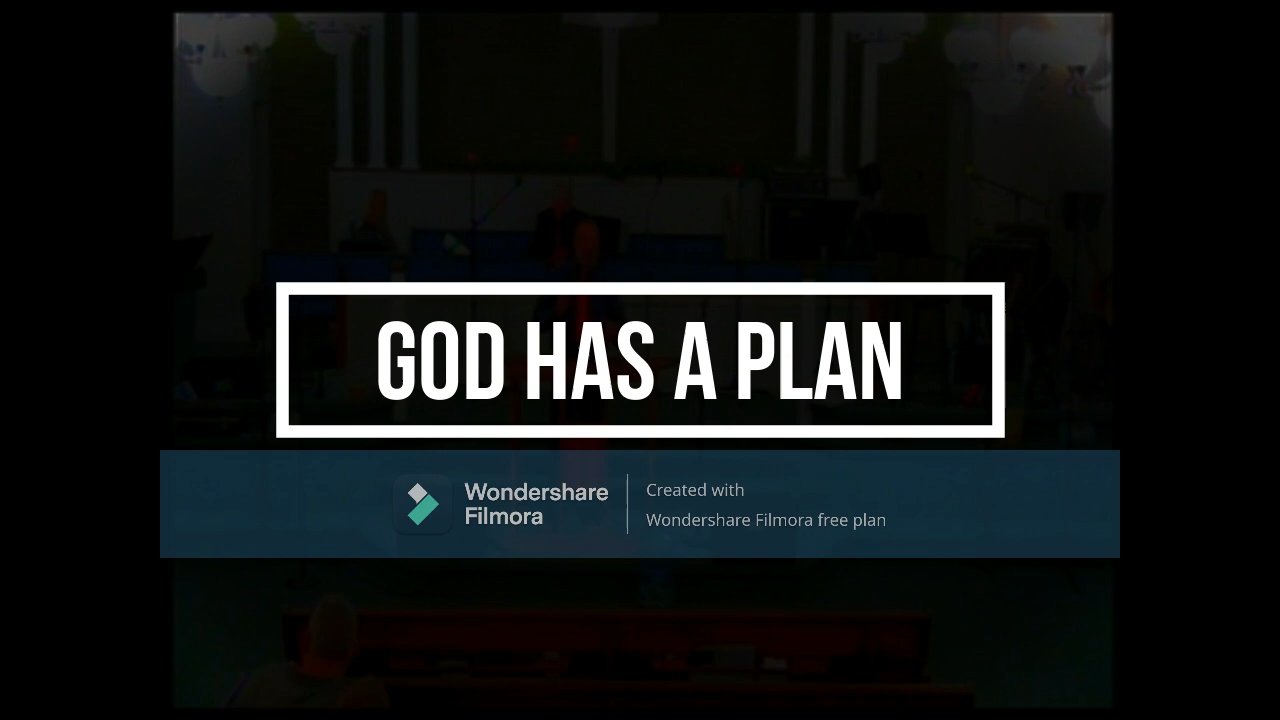 GOD HAS A PLAN
Wondershare
Filmora
Created with
Wondershare Filmora free plan